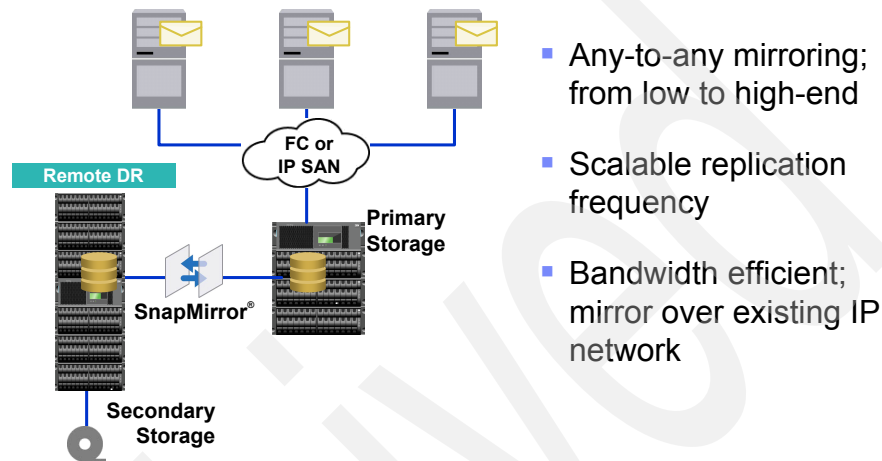 FC or
IP SAN
Remote DR
Primary
Storage
SnapMirror®
Secondary
Storage
▪ Any-to-any mirroring;
from low to high-end
▪ Scalable replication
frequency
▪ Bandwidth efficient;
mirror over existing IP
network